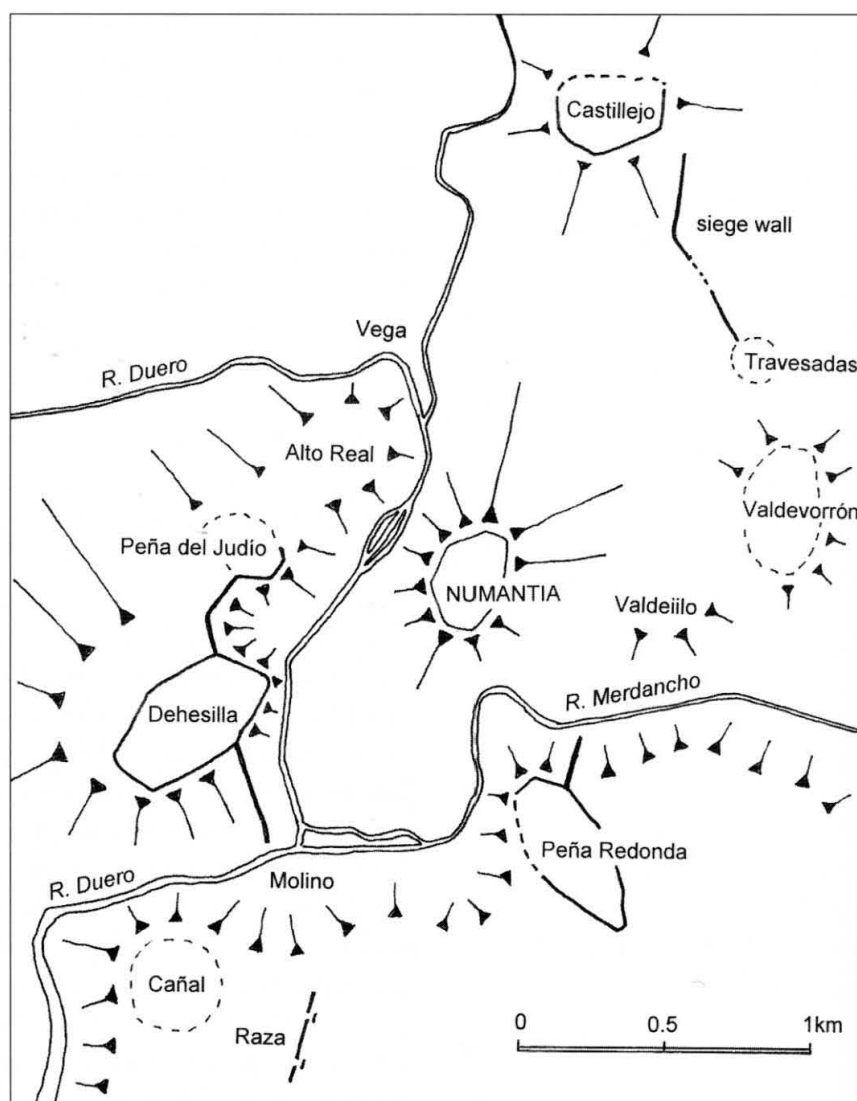 Castillejo
siege wall
Vega
R. Duero
Travesadas
Alto Real
Valdevorrón
Peña del Judío
NUMANTIA
Valdeiilo
R. Merdancho
Dehesilla
Peña Redonda
R. Duero
Molino
Cañal
Raza
0 0.5 1km